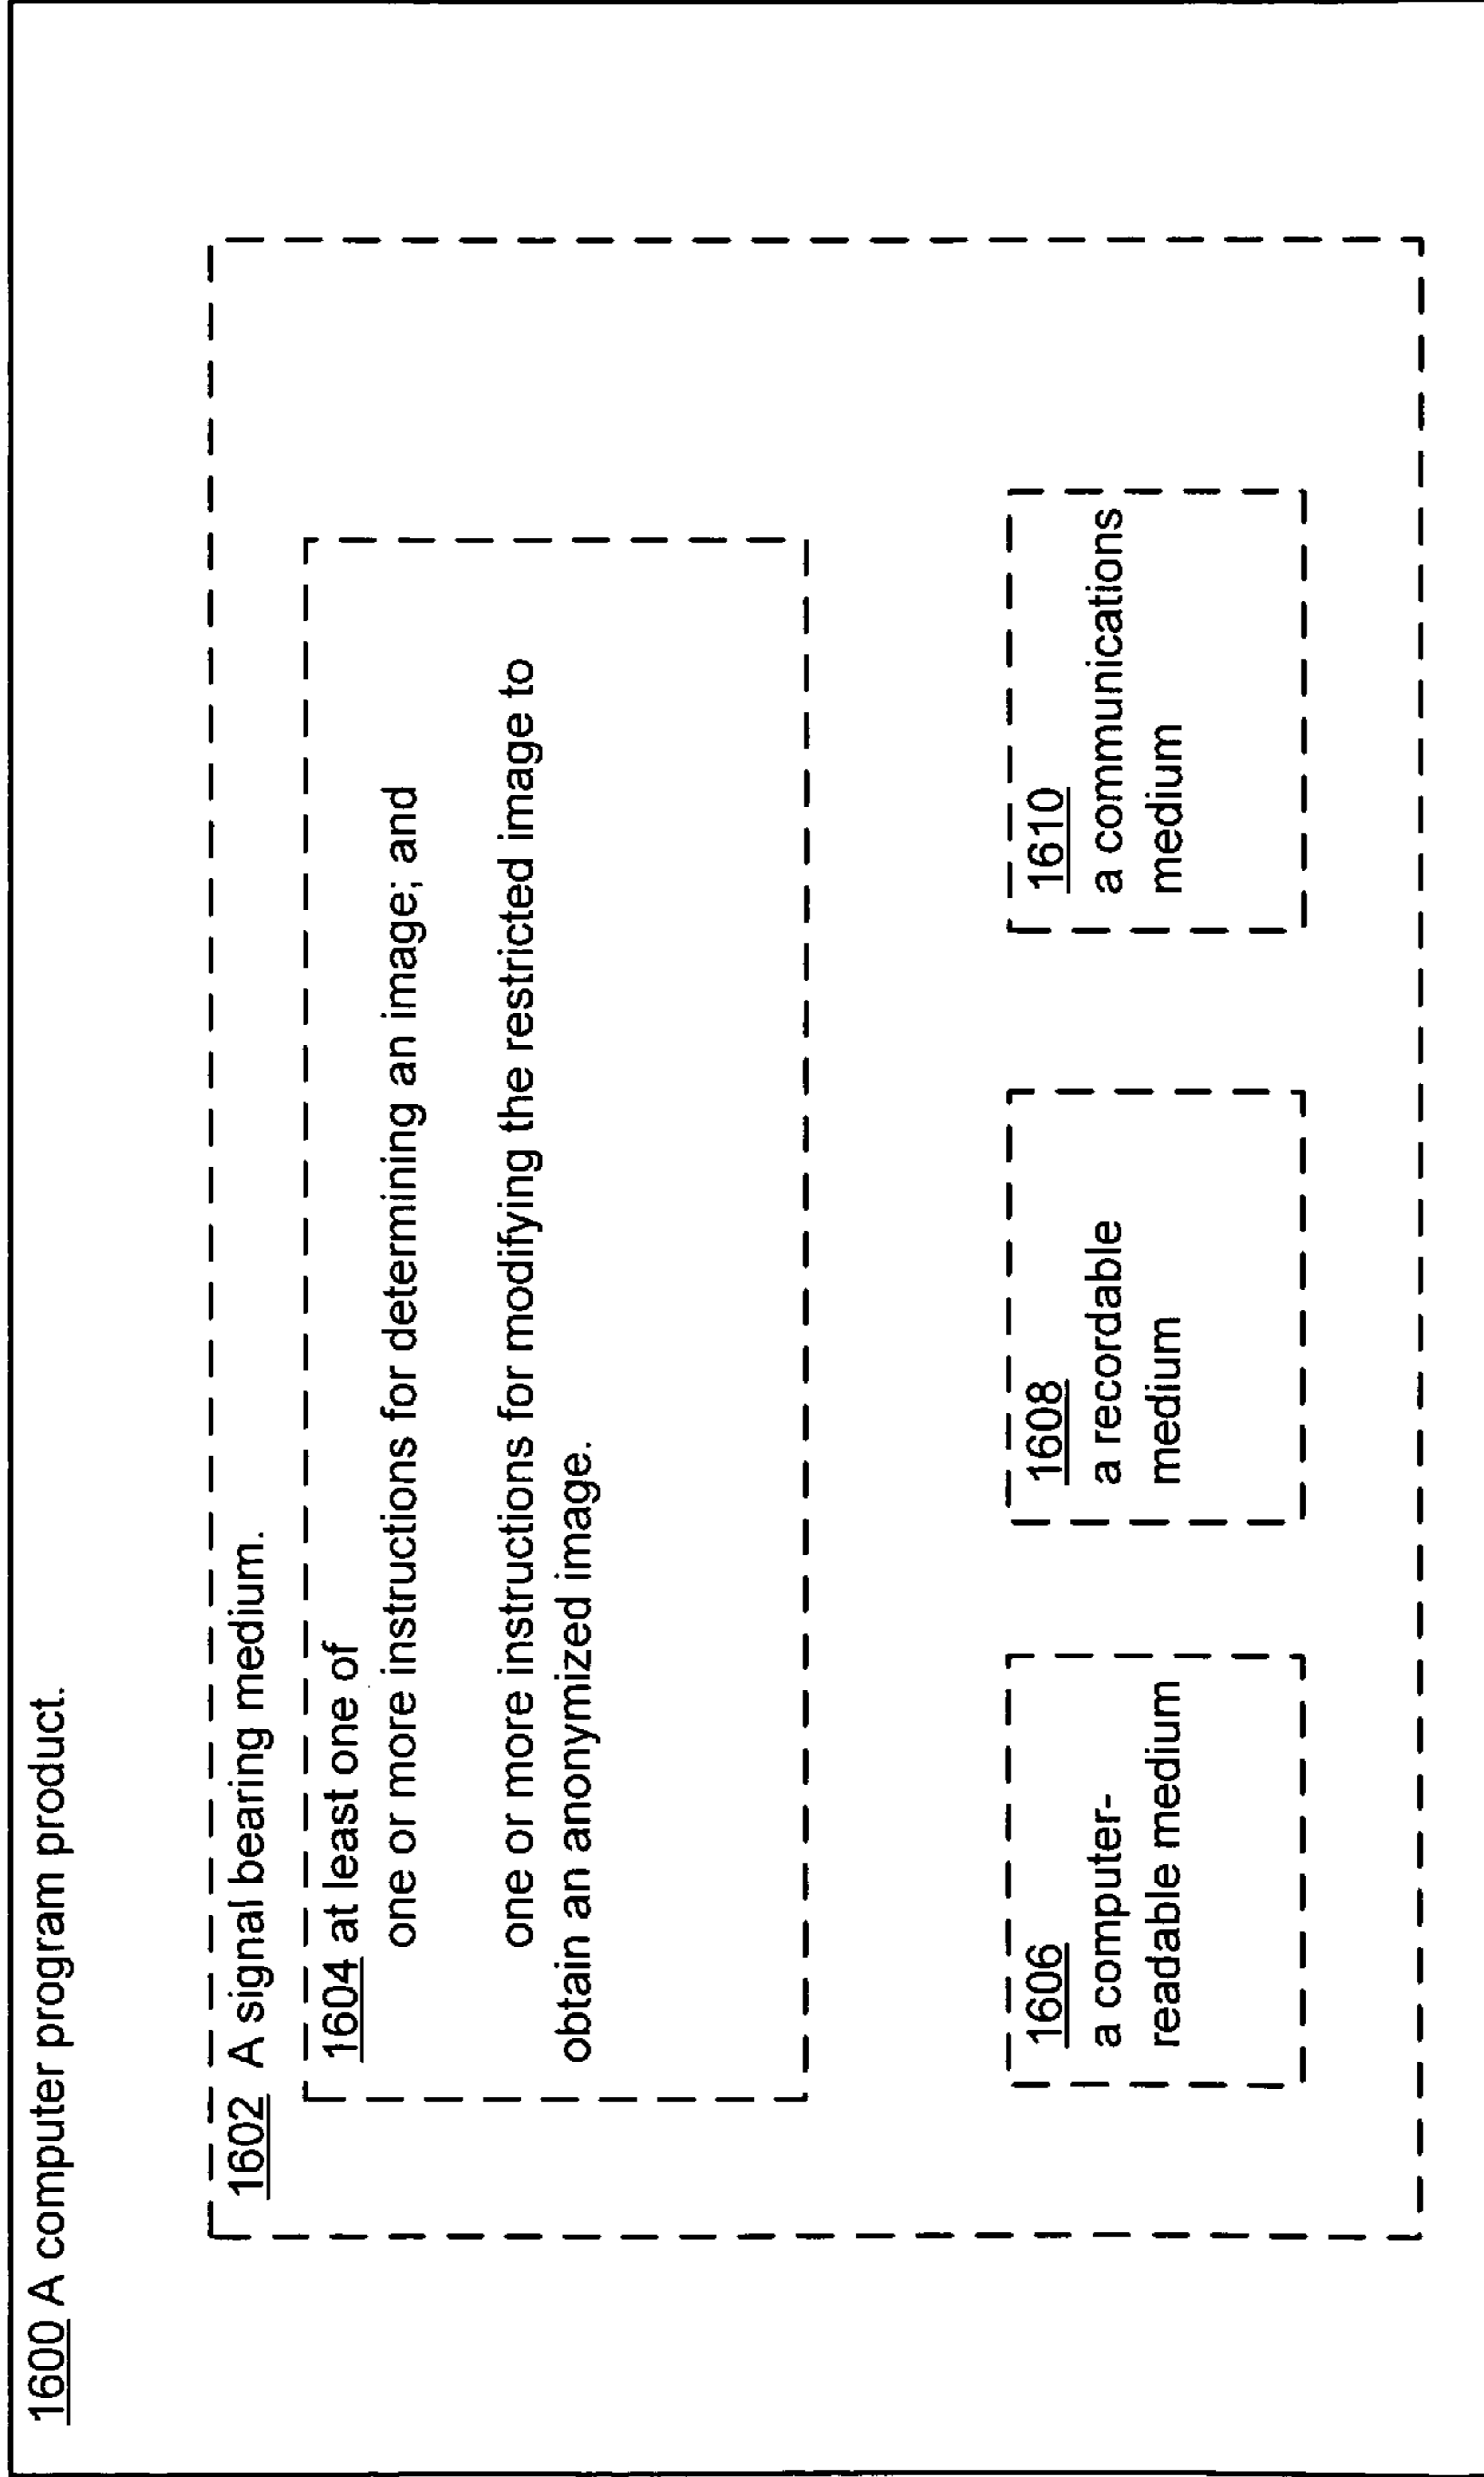 1600 A computer program product.
1602 A signal bearing medium.
1604 at least one of
one or more instructions for determining an image; and
one or more instructions for modifying the restricted image to
obtain an anonymized image.
1606
a computer-
readable medium
1608
a recordable
medium
1610
a communications
medium